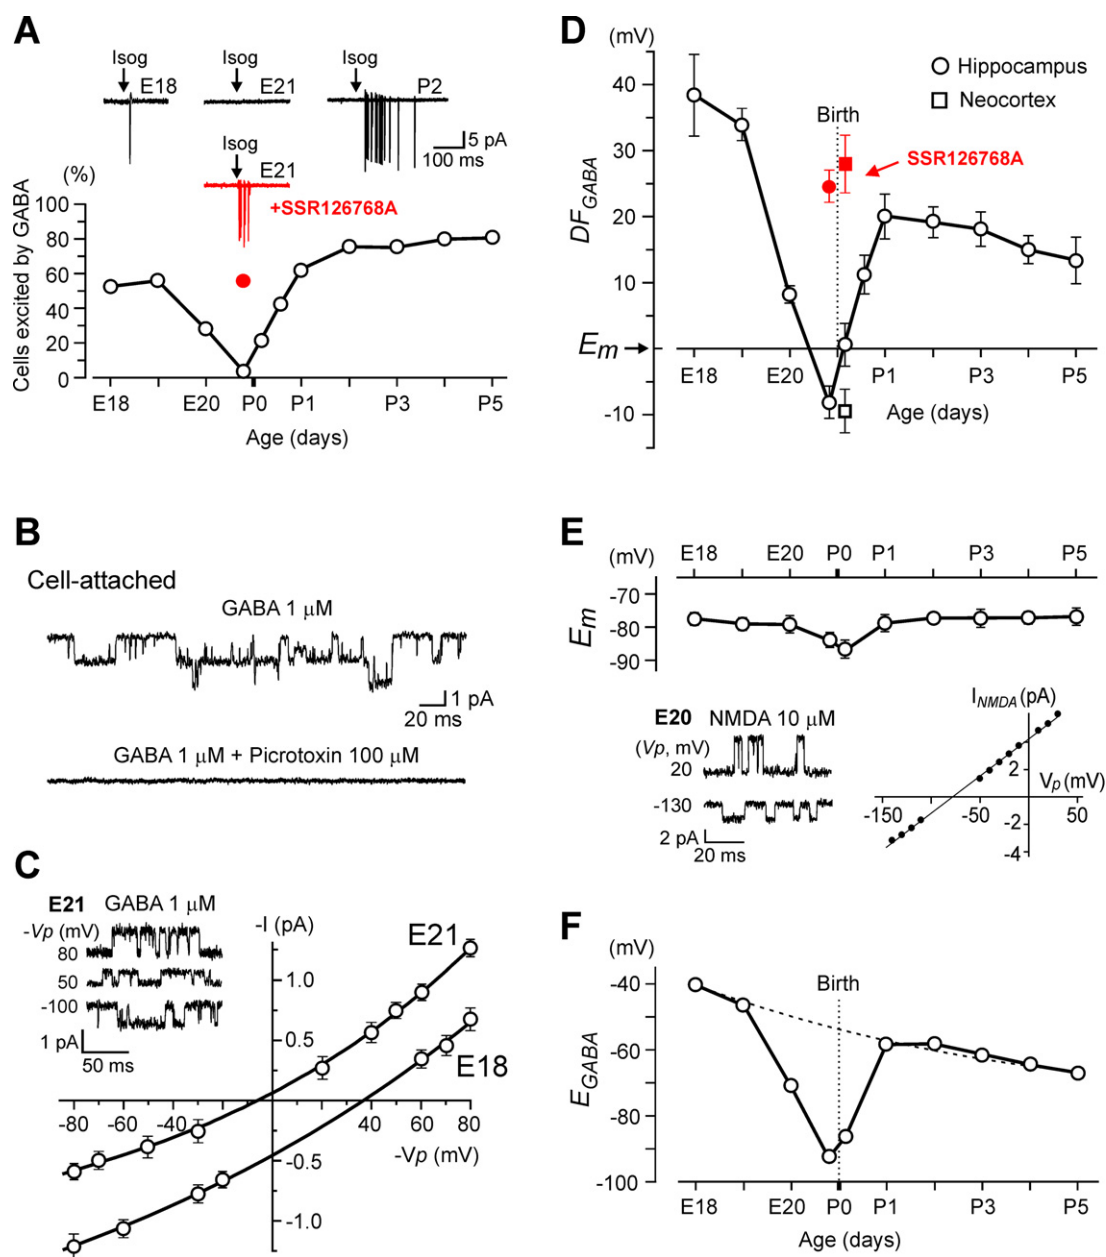 A
Isog
Isog
Isog
E18
E21
P2
5 pA
100 ms
Isog
E21
+SSR126768A
(%)
Cells excited by GABA
100
80
60
40
20
0
E18
E20
P0
P1
P3
P5
Age (days)
B
Cell-attached
GABA 1 μM
1 pA
20 ms
GABA 1 μM + Picrotoxin 100 μM
C
E21 GABA 1 μM
-Vp (mV)
80
50
-100
1 pA
50 ms
-I (pA)
E21
E18
1.0
0.5
-0.5
-1.0
-80
-60
-40
40
60
80
-Vp (mV)
D
(mV)
Hippocampus
Neocortex
Birth
SSR126768A
DFGABA
40
30
20
10
-10
Em
E18
E20
P1
P3
P5
Age (days)
E
(mV)
E18
E20
P0
P1
P3
P5
Em
-70
-80
-90
E20 NMDA 10 μM
(Vp, mV)
20
-130
2 pA
20 ms
INMDA (pA)
2
-2
-4
Vp (mV)
-150
-50
50
F
(mV)
Birth
EGABA
-40
-60
-80
-100
E18
E20
P0
P1
P3
P5
Age (days)